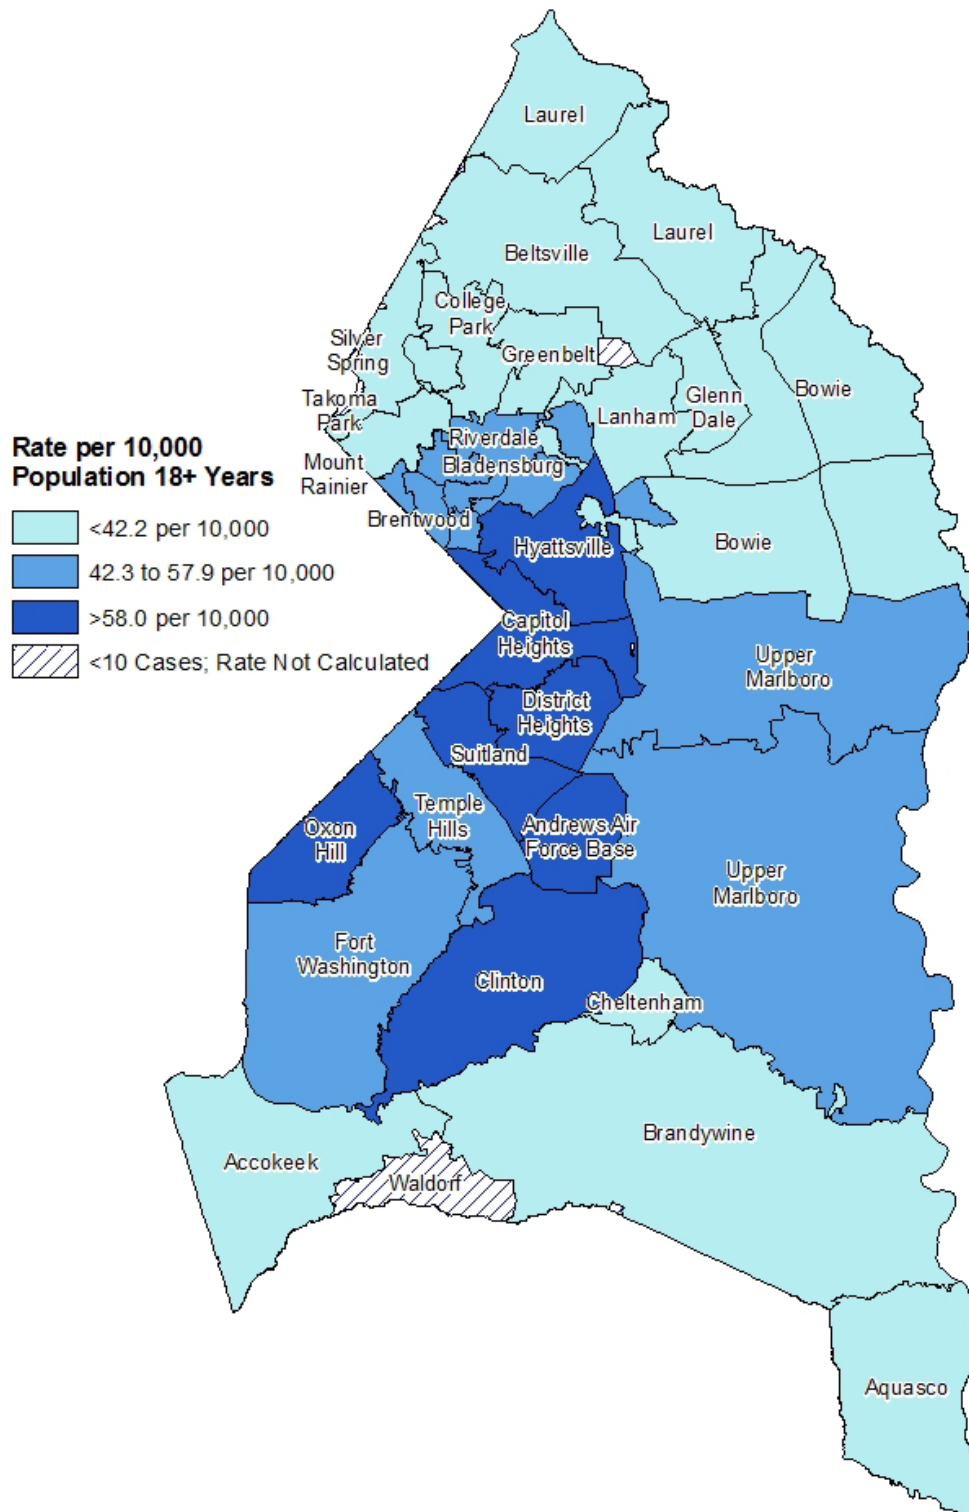 Laurel
Laurel
Beltsville
College
Park
Silver
Spring
Greenbelt
Takoma
Park
Lanham
Glenn
Dale
Bowie
Rate per 10,000
Population 18+ Years
<42.2 per 10,000
42.3 to 57.9 per 10,000
>58.0 per 10,000
<10 Cases; Rate Not Calculated
Riverdale
Bladensburg
Mount
Rainier
Brentwood
Hyattsville
Bowie
Capitol
Heights
Upper
Marlboro
District
Heights
Suitland
Temple
Hills
Oxon
Hill
Andrews Air
Force Base
Upper
Marlboro
Fort
Washington
Clinton
Cheltenham
Brandywine
Accokeek
Waldorf
Aquasco